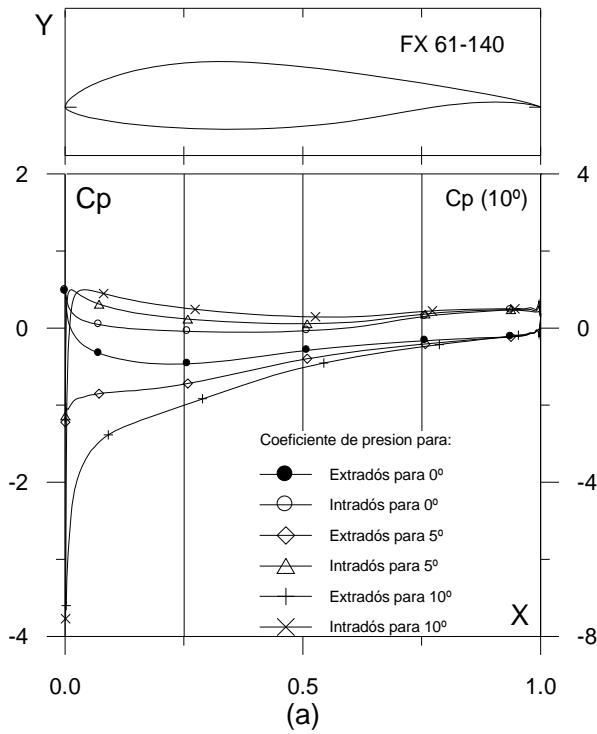 Y
FX 61-140
2
4
Cp
Cp (10º)
0
0
Coeficiente de presion para:
Extradós para 0º
Intradós para 0º
-2
-4
Extradós para 5º
Intradós para 5º
Extradós para 10º
Intradós para 10º
X
-4
-8
0.0
0.5
1.0
(a)